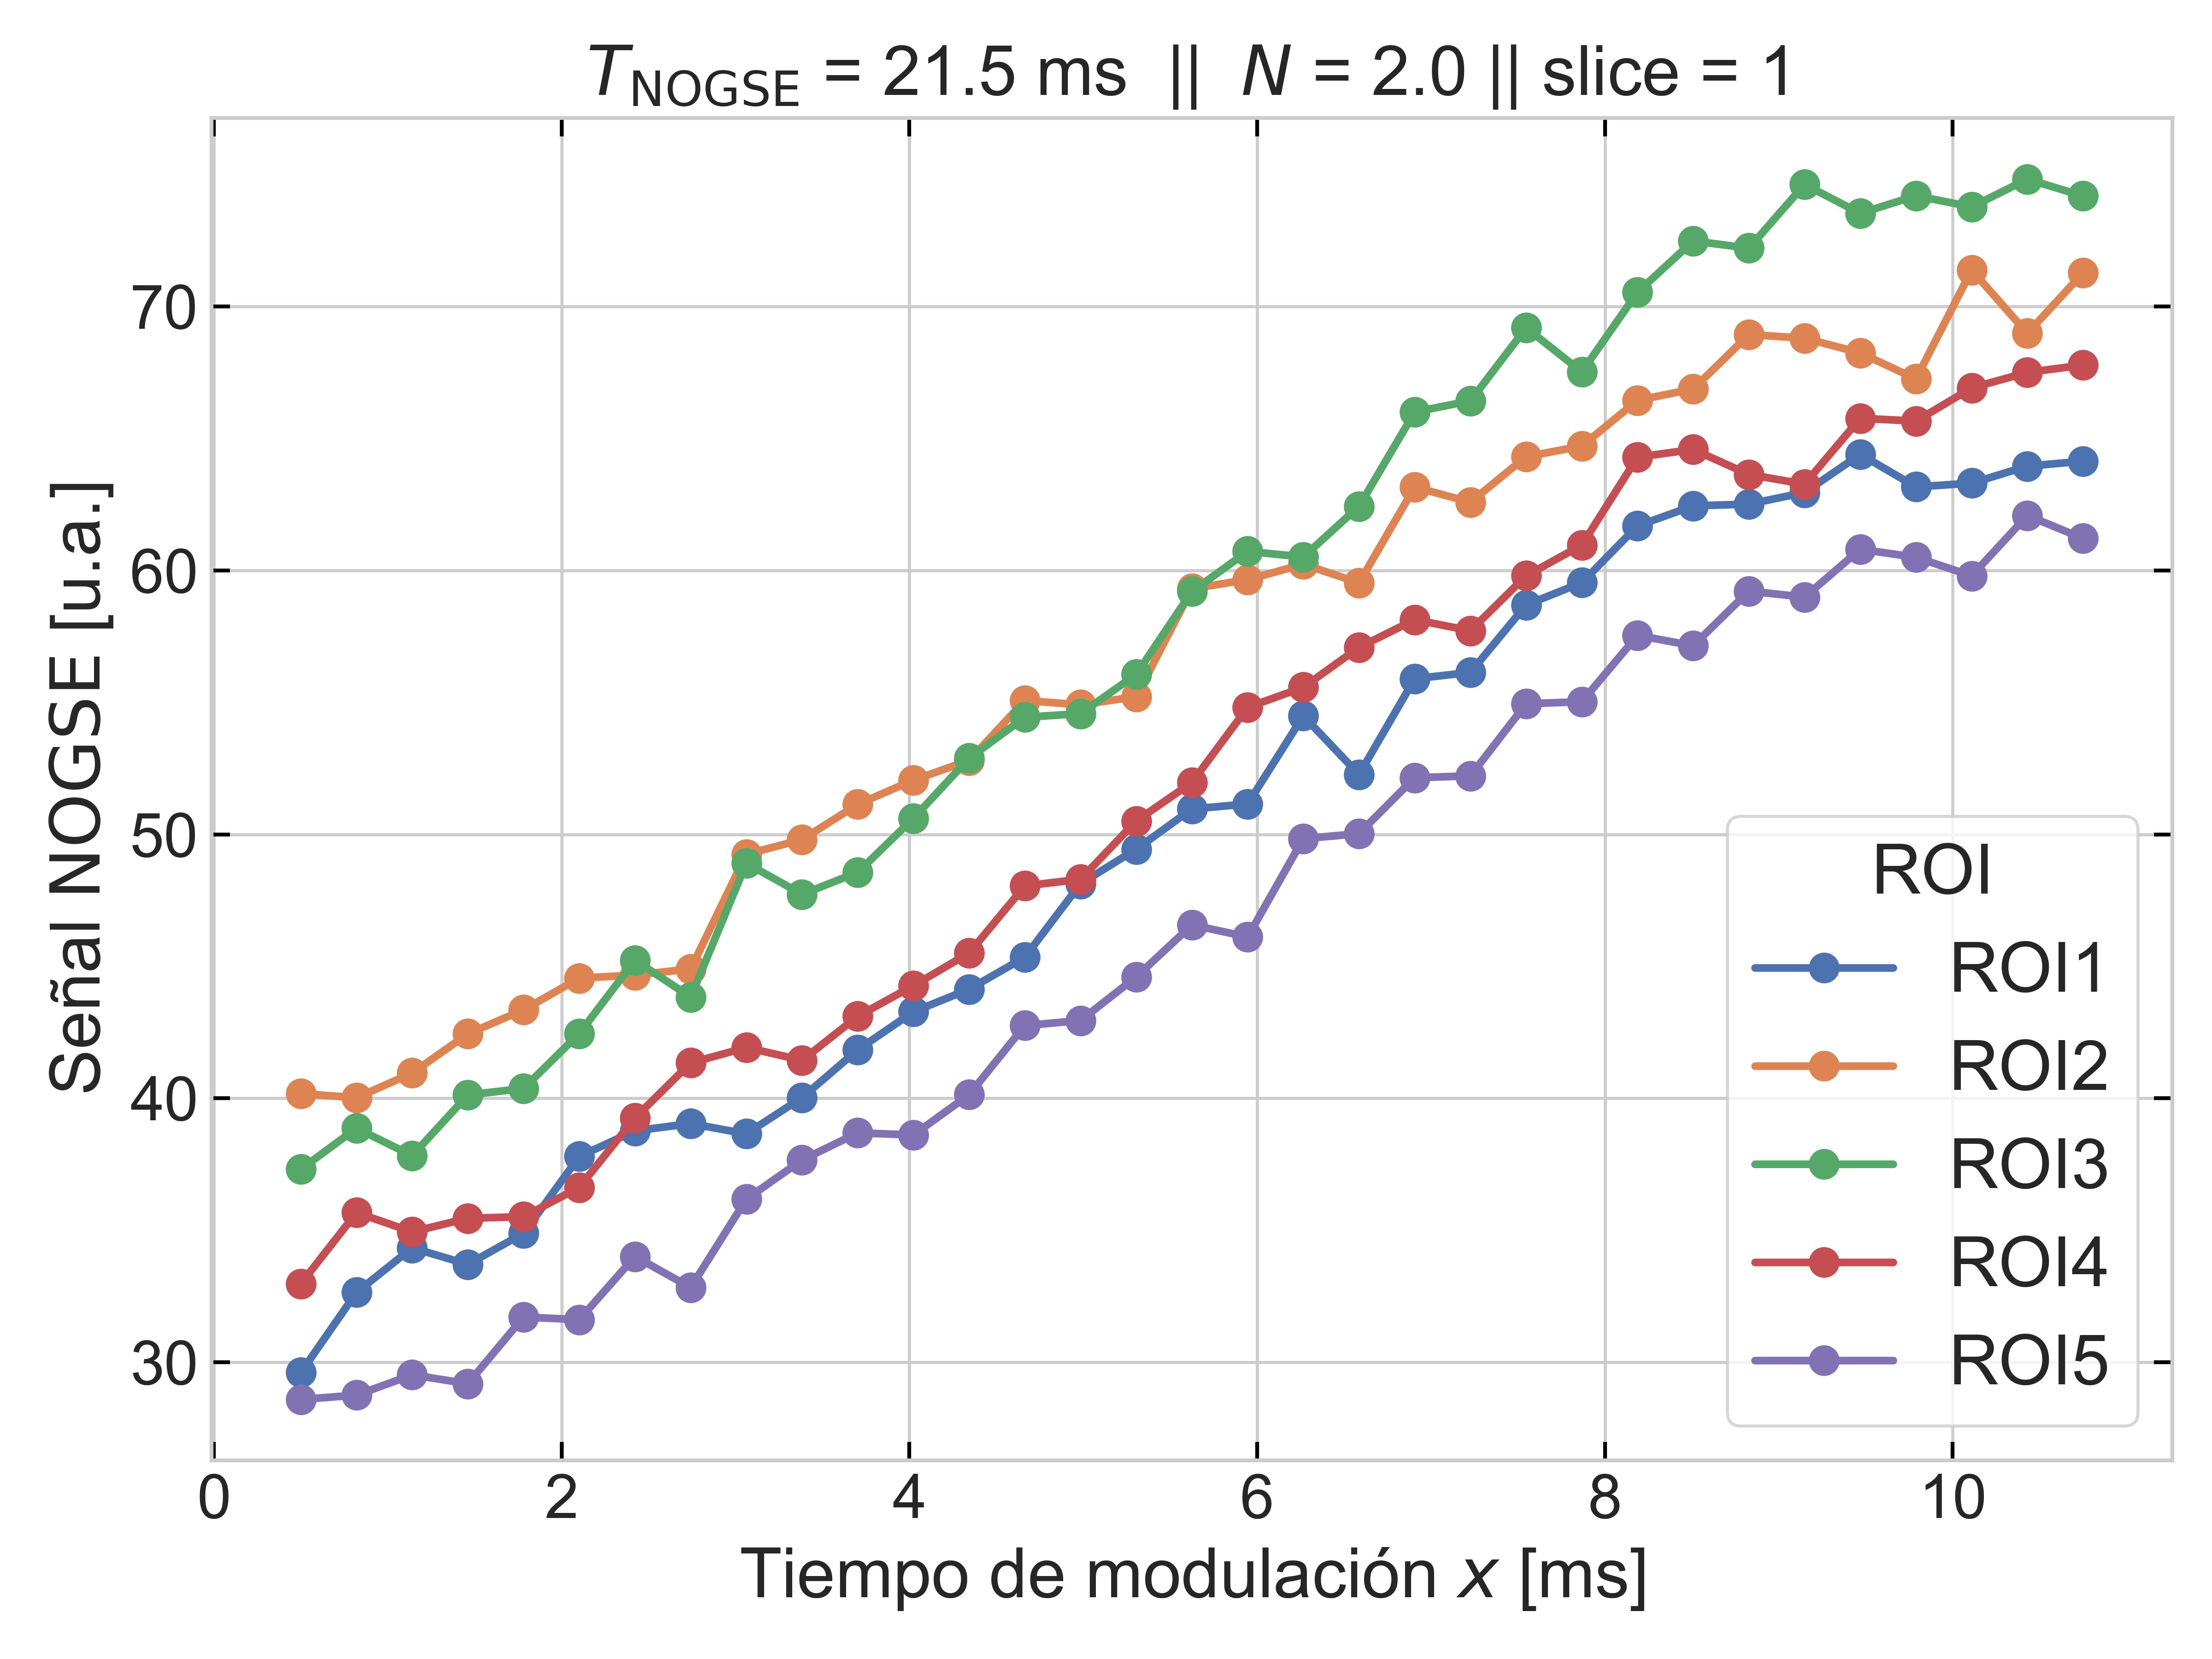 T_NOGSE = 21.5 ms || N = 2.0 || slice = 1
Señal NOGSE [u.a.]
70
60
50
40
30
ROI
ROI1
ROI2
ROI3
ROI4
ROI5
0 2 4 6 8 10
Tiempo de modulación x [ms]